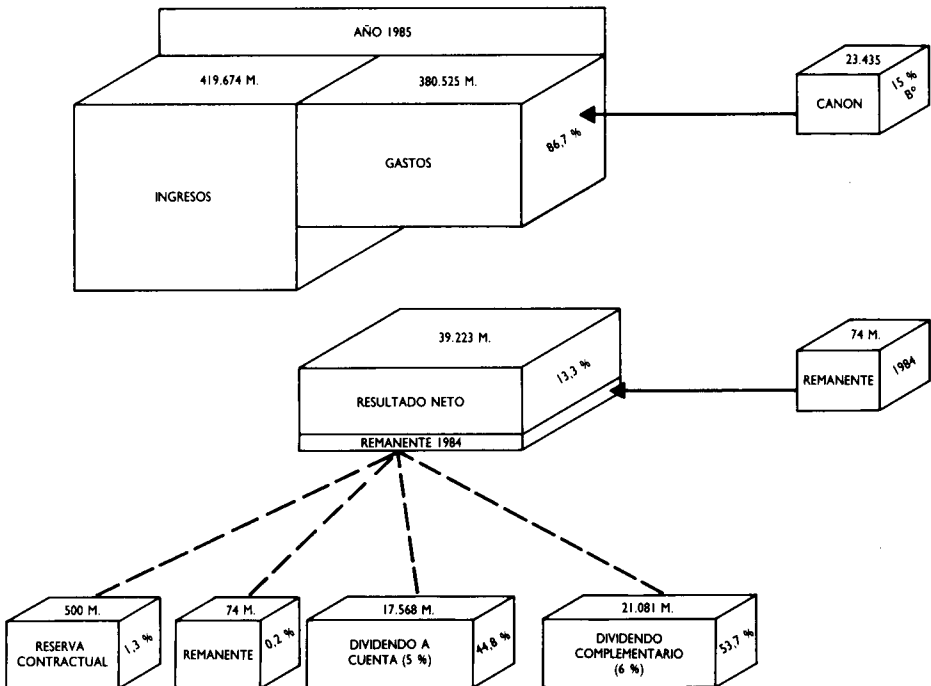 AÑO 1985
419.674 M.
380.525 M.
INGRESOS
GASTOS
86,7 %
23.435
CANON
15 %
Bº
39.223 M.
RESULTADO NETO
13,3 %
REMANENTE 1984
74 M.
REMANENTE
1984
500 M.
RESERVA
CONTRACTUAL
1,3 %
74 M.
REMANENTE
0,2 %
17.568 M.
DIVIDENDO A
CUENTA (5 %)
44,8 %
21.081 M.
DIVIDENDO
COMPLEMENTARIO
(6 %)
53,7 %